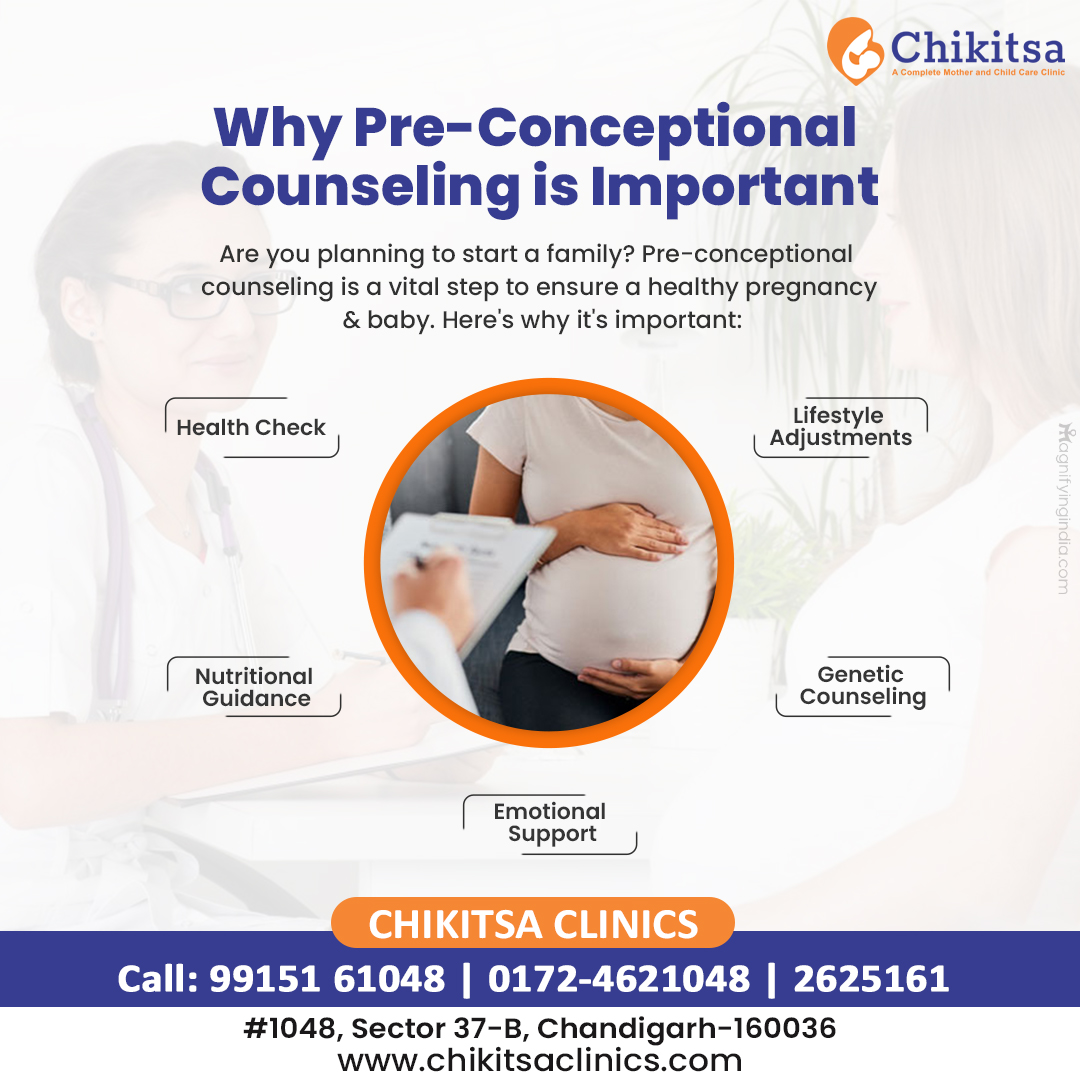 Chikitsa
A Complete Mother and Child Care Clinic
Why Pre-Conceptional
Counseling is Important
Are you planning to start a family? Pre-conceptional
counseling is a vital step to ensure a healthy pregnancy
& baby. Here's why it's important:
Health Check
Lifestyle
Adjustments
Nutritional
Guidance
Genetic
Counseling
Emotional
Support
Magnifyingindia.com
CHIKITSA CLINICS
Call: 99151 61048 | 0172-4621048 | 2625161
#1048, Sector 37-B, Chandigarh-160036
www.chikitsaclinics.com